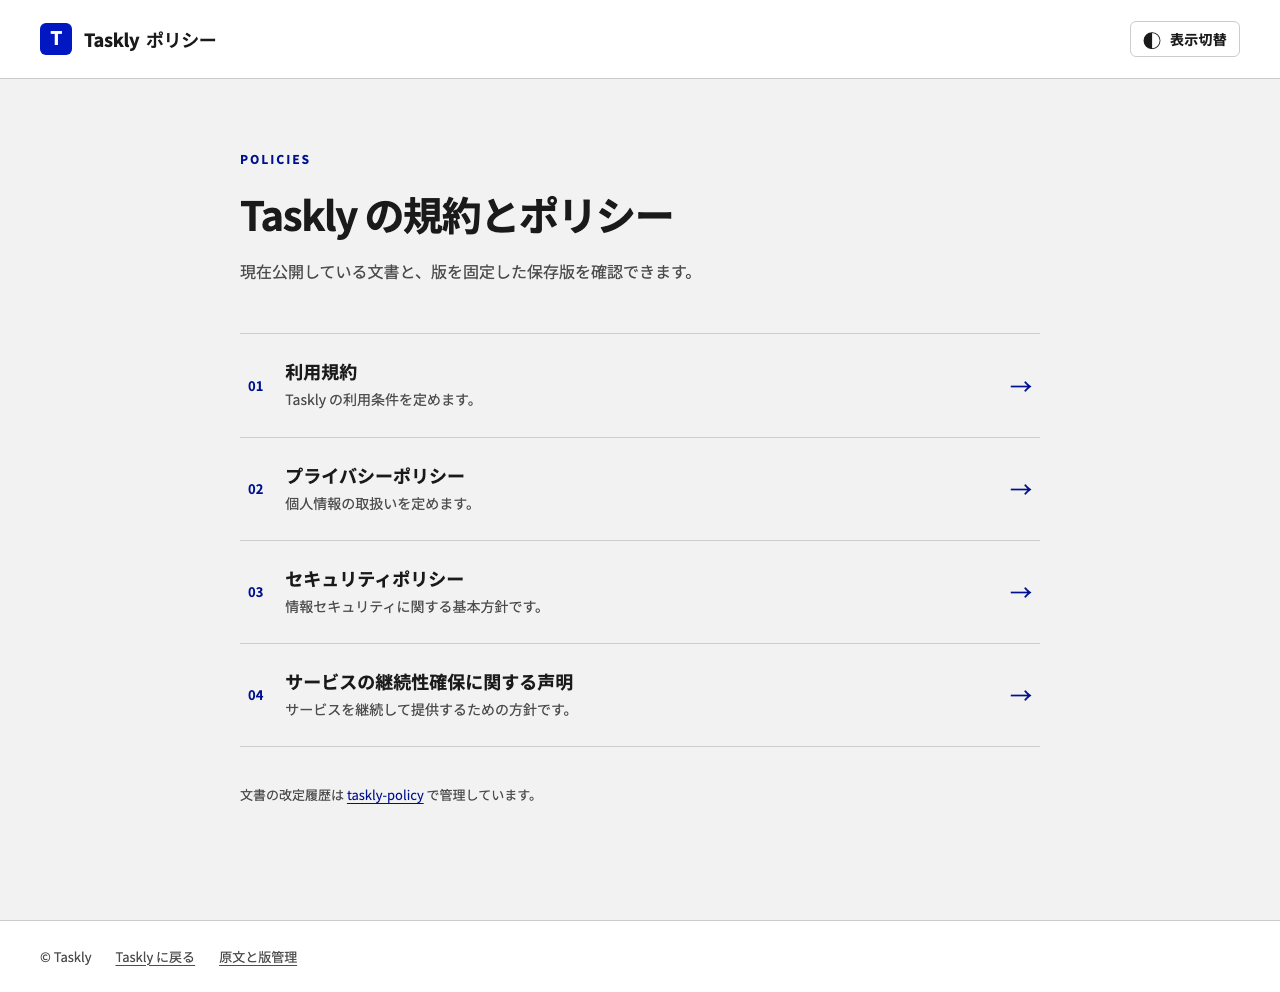 T Taskly ポリシー
表示切替
POLICIES
Taskly の規約とポリシー
現在公開している文書と、版を固定した保存版を確認できます。
01 利用規約 →
Taskly の利用条件を定めます。
02 プライバシーポリシー →
個人情報の取扱いを定めます。
03 セキュリティポリシー →
情報セキュリティに関する基本方針です。
04 サービスの継続性確保に関する声明 →
サービスを継続して提供するための方針です。
文書の改定履歴は taskly-policy で管理しています。
© Taskly Taskly に戻る 原文と版管理